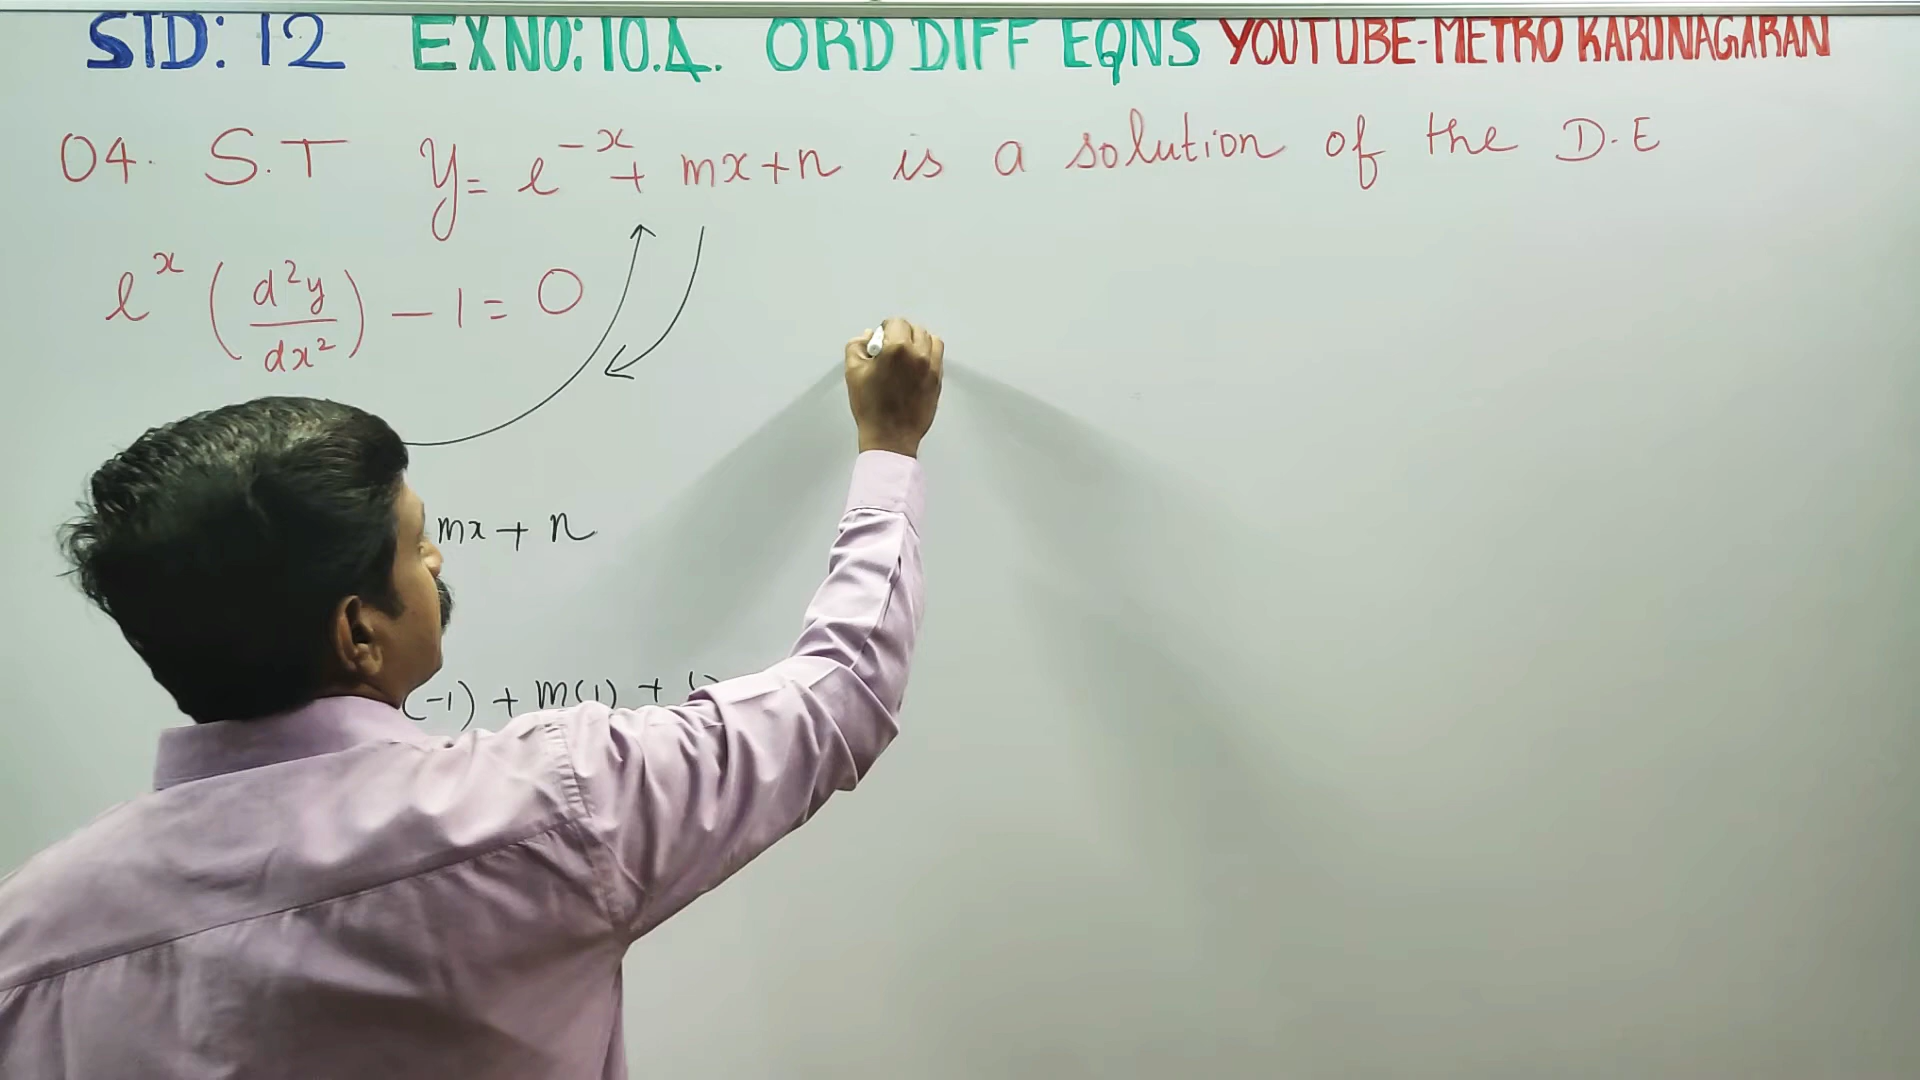 STD: 12 EXNO: 10.4. ORD DIFF EQNS YOUTUBE-METRO KARUNAGARAN
04. S.T y = e^{-x} + mx + n is a solution of the D.E
e^x (d²y/dx²) - 1 = 0
mx + n
(-1) + m(1) +